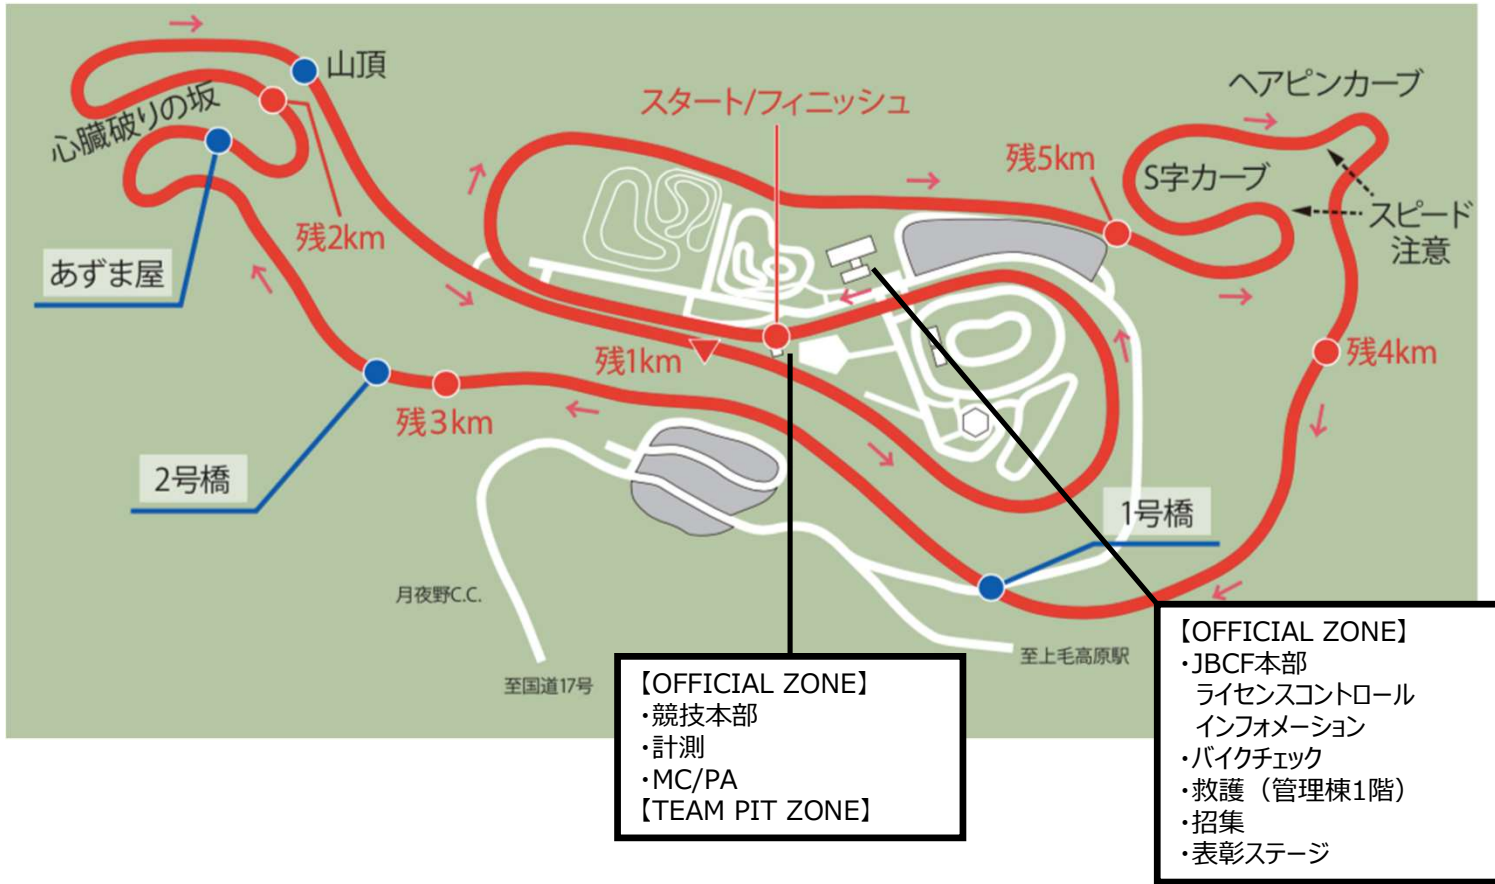 山頂
心臓破りの坂
スタート/フィニッシュ
ヘアピンカーブ
残5km
S字カーブ
スピード
注意
残2km
あずま屋
残1km
残4km
残3km
2号橋
1号橋
月夜野C.C.
至国道17号
至上毛高原駅
【OFFICIAL ZONE】
・競技本部
・計測
・MC/PA
【TEAM PIT ZONE】
【OFFICIAL ZONE】
・JBCF本部
ライセンスコントロール
インフォメーション
・バイクチェック
・救護（管理棟1階）
・招集
・表彰ステージ